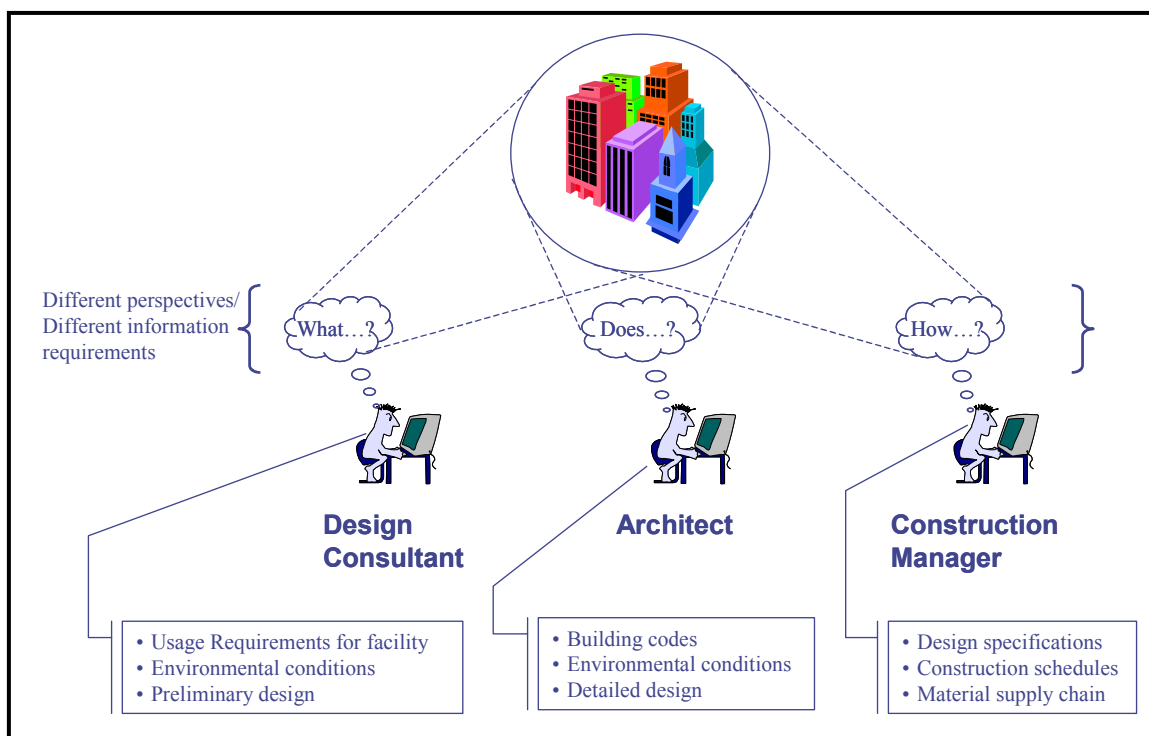 Different perspectives/
Different information
requirements
What…?
Does…?
How…?
Design
Consultant
Architect
Construction
Manager
• Usage Requirements for facility
• Environmental conditions
• Preliminary design
• Building codes
• Environmental conditions
• Detailed design
• Design specifications
• Construction schedules
• Material supply chain